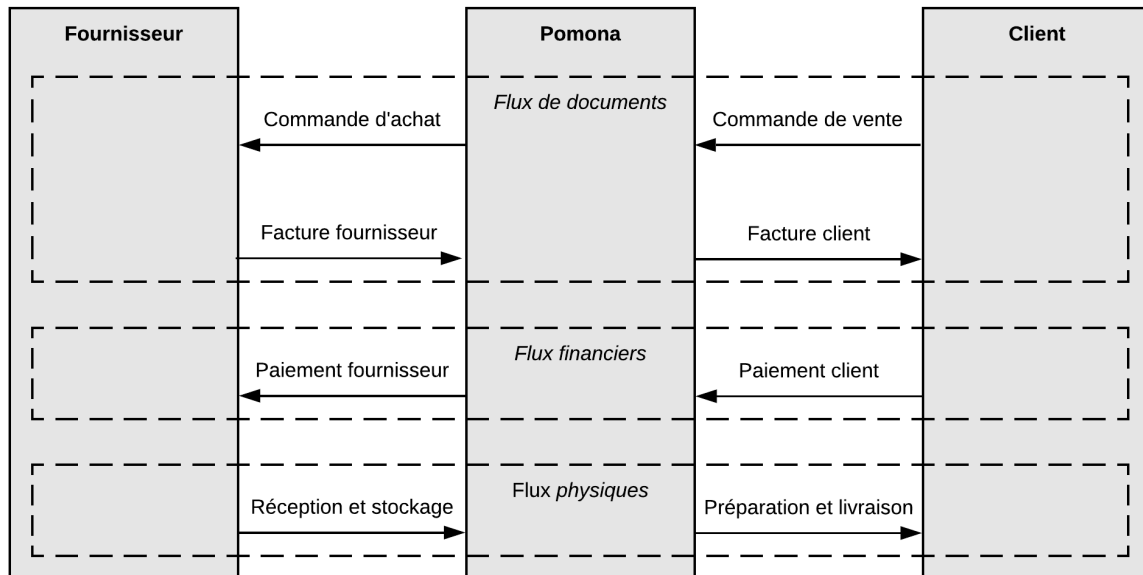 Fournisseur
Pomona
Client
Flux de documents
Commande d'achat
Commande de vente
Facture fournisseur
Facture client
Flux financiers
Paiement fournisseur
Paiement client
Flux physiques
Réception et stockage
Préparation et livraison